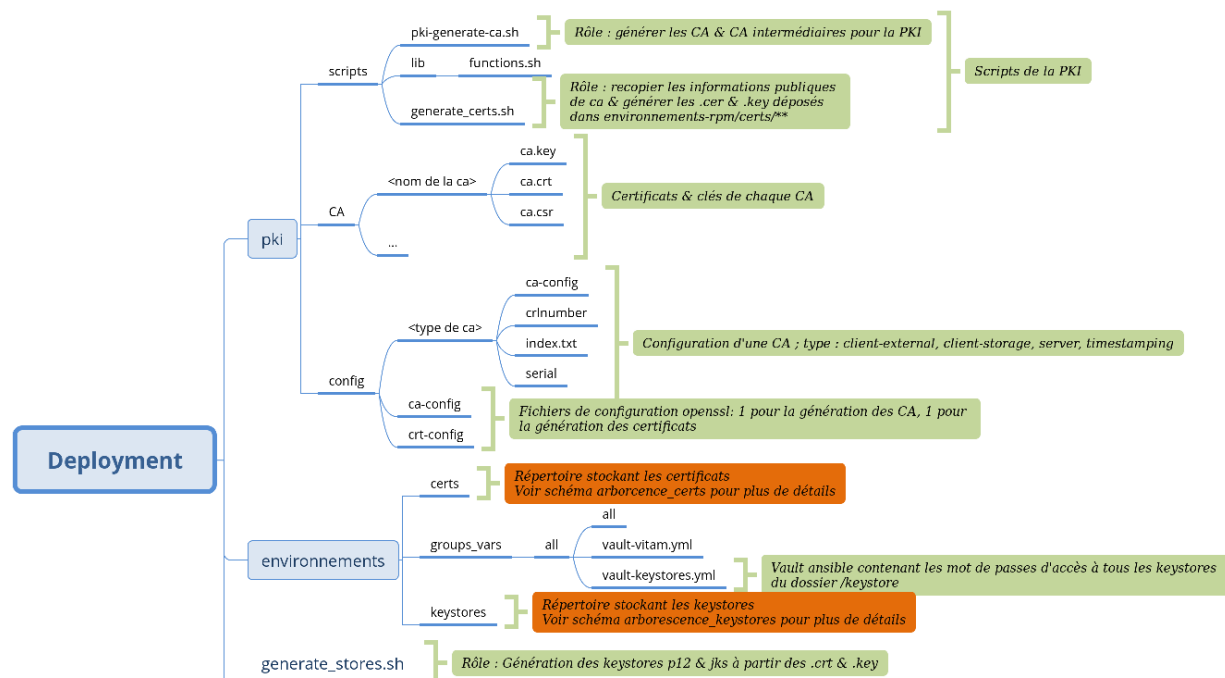 pki-generate-ca.sh
Rôle : générer les CA & CA intermédiaires pour la PKI
scripts
lib
functions.sh
Scripts de la PKI
generate_certs.sh
Rôle : recopier les informations publiques
de ca & générer les .cer & .key déposés
dans environnements-rpm/certs/**
ca.key
<nom de la ca>
ca.crt
Certificats & clés de chaque CA
CA
ca.csr
...
pki
ca-config
crlnumber
<type de ca>
index.txt
Configuration d'une CA ; type : client-external, client-storage, server, timestamping
serial
config
ca-config
crt-config
Fichiers de configuration openssl: 1 pour la génération des CA, 1 pour
la génération des certificats
Deployment
certs
Répertoire stockant les certificats
Voir schéma arborcence_certs pour plus de détails
environnements
groups_vars
all
all
vault-vitam.yml
vault-keystores.yml
Vault ansible contenant les mot de passes d'accès à tous les keystores
du dossier /keystore
keystores
Répertoire stockant les keystores
Voir schéma arborescence_keystores pour plus de détails
generate_stores.sh
Rôle : Génération des keystores p12 & jks à partir des .crt & .key